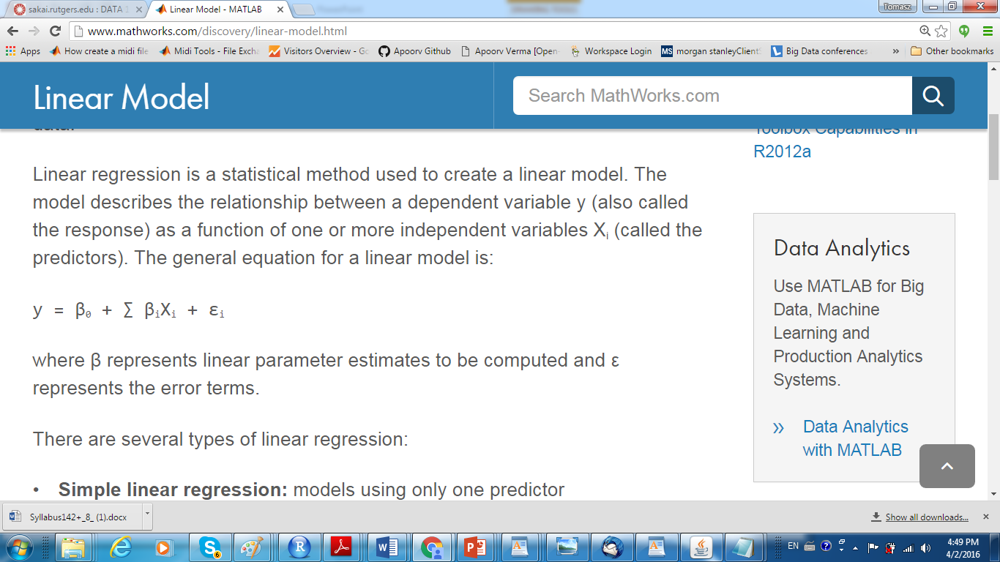 sakai.rutgers.edu : DATA
Linear Model - MATLAB
Tomasz
www.mathworks.com/discovery/linear-model.html
Apps
How create a midi file
Midi Tools - File Excha
Visitors Overview - Go
Apoorv Github
Apoorv Verma [Open-
Workspace Login
MS
morgan stanleyClient
Big Data conferences
»
Other bookmarks
Linear Model
Search MathWorks.com
data.
Toolbox Capabilities in
R2012a
Linear regression is a statistical method used to create a linear model. The
model describes the relationship between a dependent variable y (also called
the response) as a function of one or more independent variables Xᵢ (called the
predictors). The general equation for a linear model is:
y = β₀ + ∑ βᵢXᵢ + εᵢ
where β represents linear parameter estimates to be computed and ε
represents the error terms.
There are several types of linear regression:
• Simple linear regression: models using only one predictor
Data Analytics
Use MATLAB for Big
Data, Machine
Learning and
Production Analytics
Systems.
» Data Analytics
with MATLAB
Syllabus142+_8_ (1).docx
Show all downloads...
EN
4:49 PM
4/2/2016